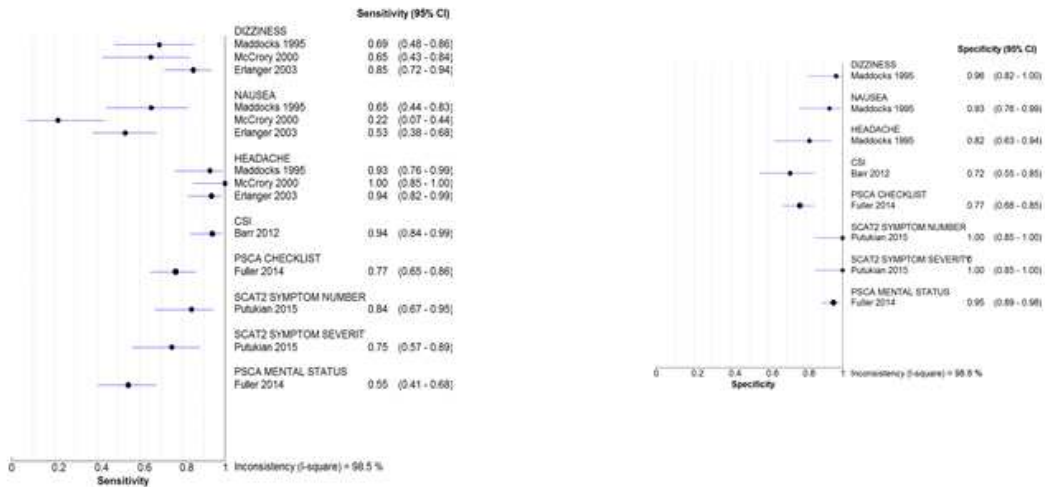 Sensitivity (95% CI)
DIZZINESS
Maddocks 1995 0.69 (0.48 - 0.86)
McCrory 2000 0.65 (0.43 - 0.84)
Erlanger 2003 0.85 (0.72 - 0.94)
NAUSEA
Maddocks 1995 0.65 (0.44 - 0.83)
McCrory 2000 0.22 (0.07 - 0.44)
Erlanger 2003 0.53 (0.38 - 0.68)
HEADACHE
Maddocks 1995 0.93 (0.76 - 0.99)
McCrory 2000 1.00 (0.85 - 1.00)
Erlanger 2003 0.94 (0.82 - 0.99)
CSI
Barr 2012 0.94 (0.84 - 0.99)
PSCA CHECKLIST
Fuller 2014 0.77 (0.65 - 0.86)
SCAT2 SYMPTOM NUMBER
Putukian 2015 0.84 (0.67 - 0.95)
SCAT2 SYMPTOM SEVERIT
Putukian 2015 0.75 (0.57 - 0.89)
PSCA MENTAL STATUS
Fuller 2014 0.55 (0.41 - 0.68)
0 0.2 0.4 0.6 0.8 1 Inconsistency (I-square) = 98.5 %
Sensitivity
Specificity (95% CI)
DIZZINESS
Maddocks 1995 0.96 (0.82 - 1.00)
NAUSEA
Maddocks 1995 0.93 (0.76 - 0.99)
HEADACHE
Maddocks 1995 0.82 (0.63 - 0.94)
CSI
Barr 2012 0.72 (0.55 - 0.85)
PSCA CHECKLIST
Fuller 2014 0.77 (0.68 - 0.85)
SCAT2 SYMPTOM NUMBER
Putukian 2015 1.00 (0.85 - 1.00)
SCAT2 SYMPTOM SEVERITY
Putukian 2015 1.00 (0.85 - 1.00)
PSCA MENTAL STATUS
Fuller 2014 0.95 (0.89 - 0.98)
0 0.2 0.4 0.6 0.8 1 Inconsistency (I-square) = 98.8 %
Specificity